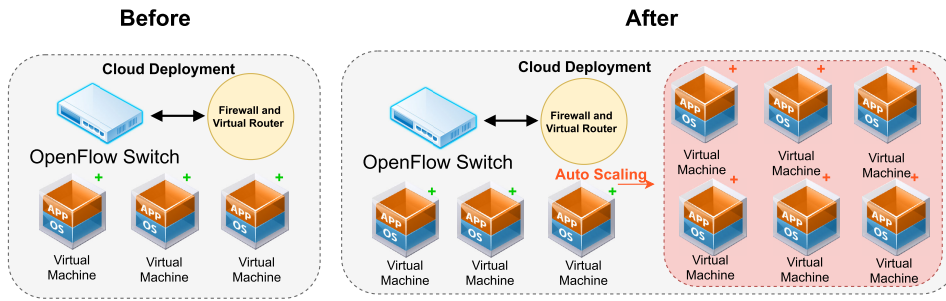 Before
After
Cloud Deployment
Firewall and
Virtual Router
OpenFlow Switch
APP
OS
APP
OS
APP
OS
Virtual
Machine
Virtual
Machine
Virtual
Machine
Cloud Deployment
Firewall and
Virtual Router
OpenFlow Switch
Auto Scaling
APP
OS
APP
OS
APP
OS
Virtual
Machine
Virtual
Machine
Virtual
Machine
APP
OS
APP
OS
APP
OS
Virtual
Machine
Virtual
Machine
Virtual
Machine
APP
OS
APP
OS
APP
OS
Virtual
Machine
Virtual
Machine
Virtual
Machine